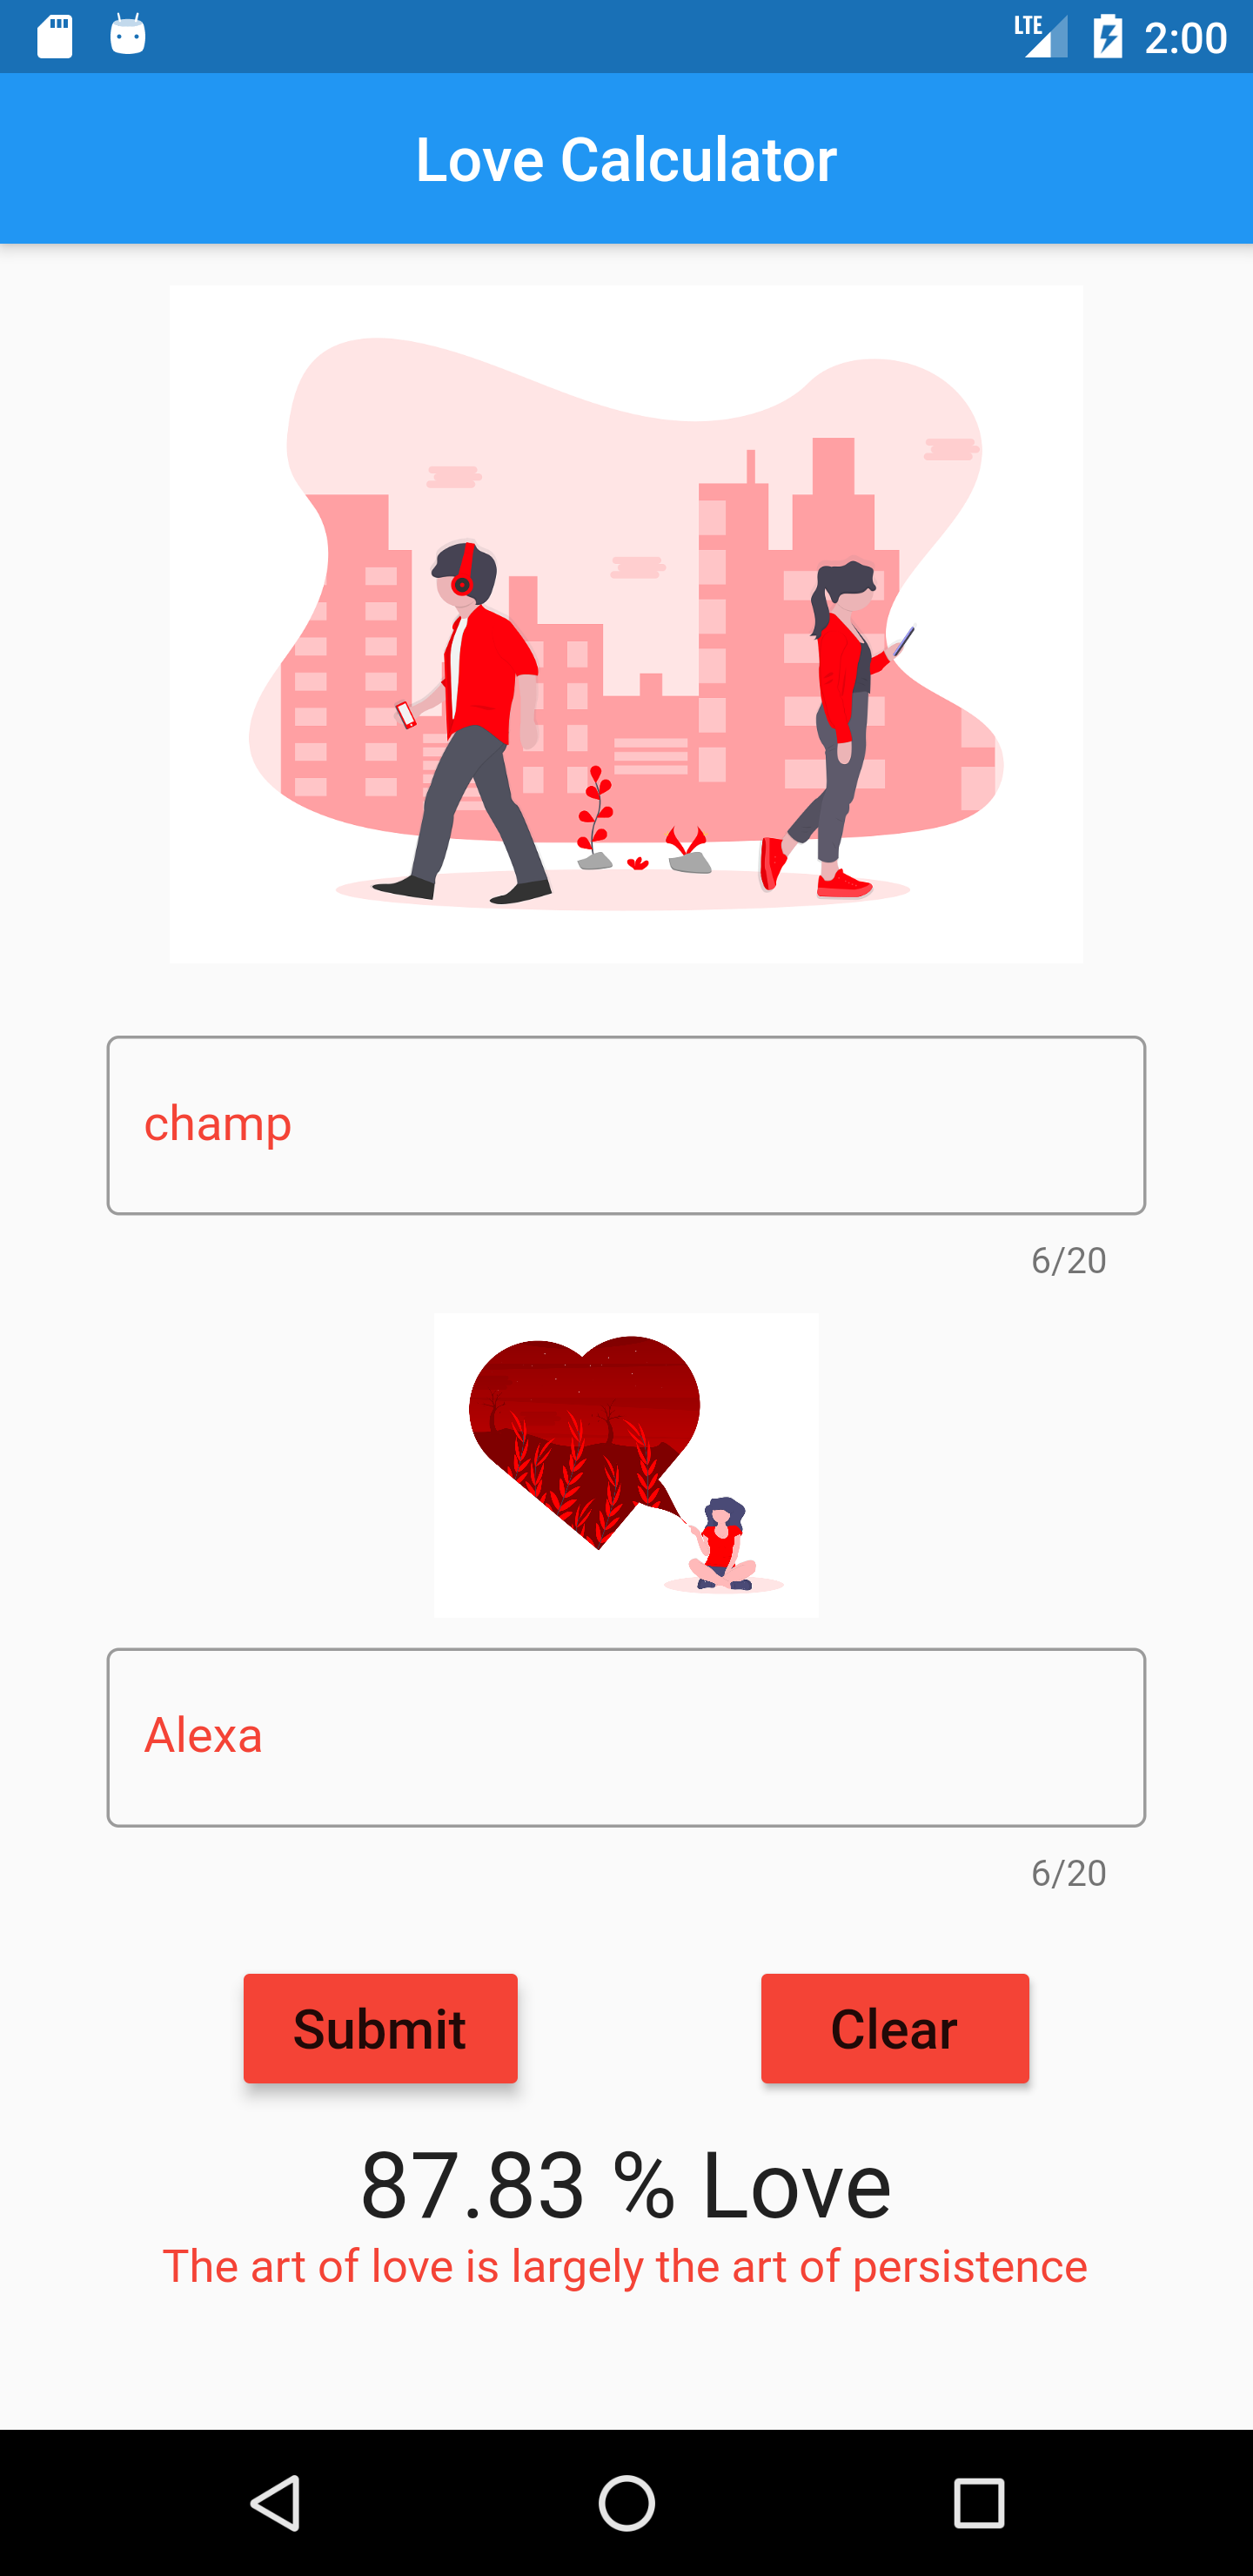 LTE 2:00
Love Calculator
champ
6/20
Alexa
6/20
Submit Clear
87.83 % Love
The art of love is largely the art of persistence